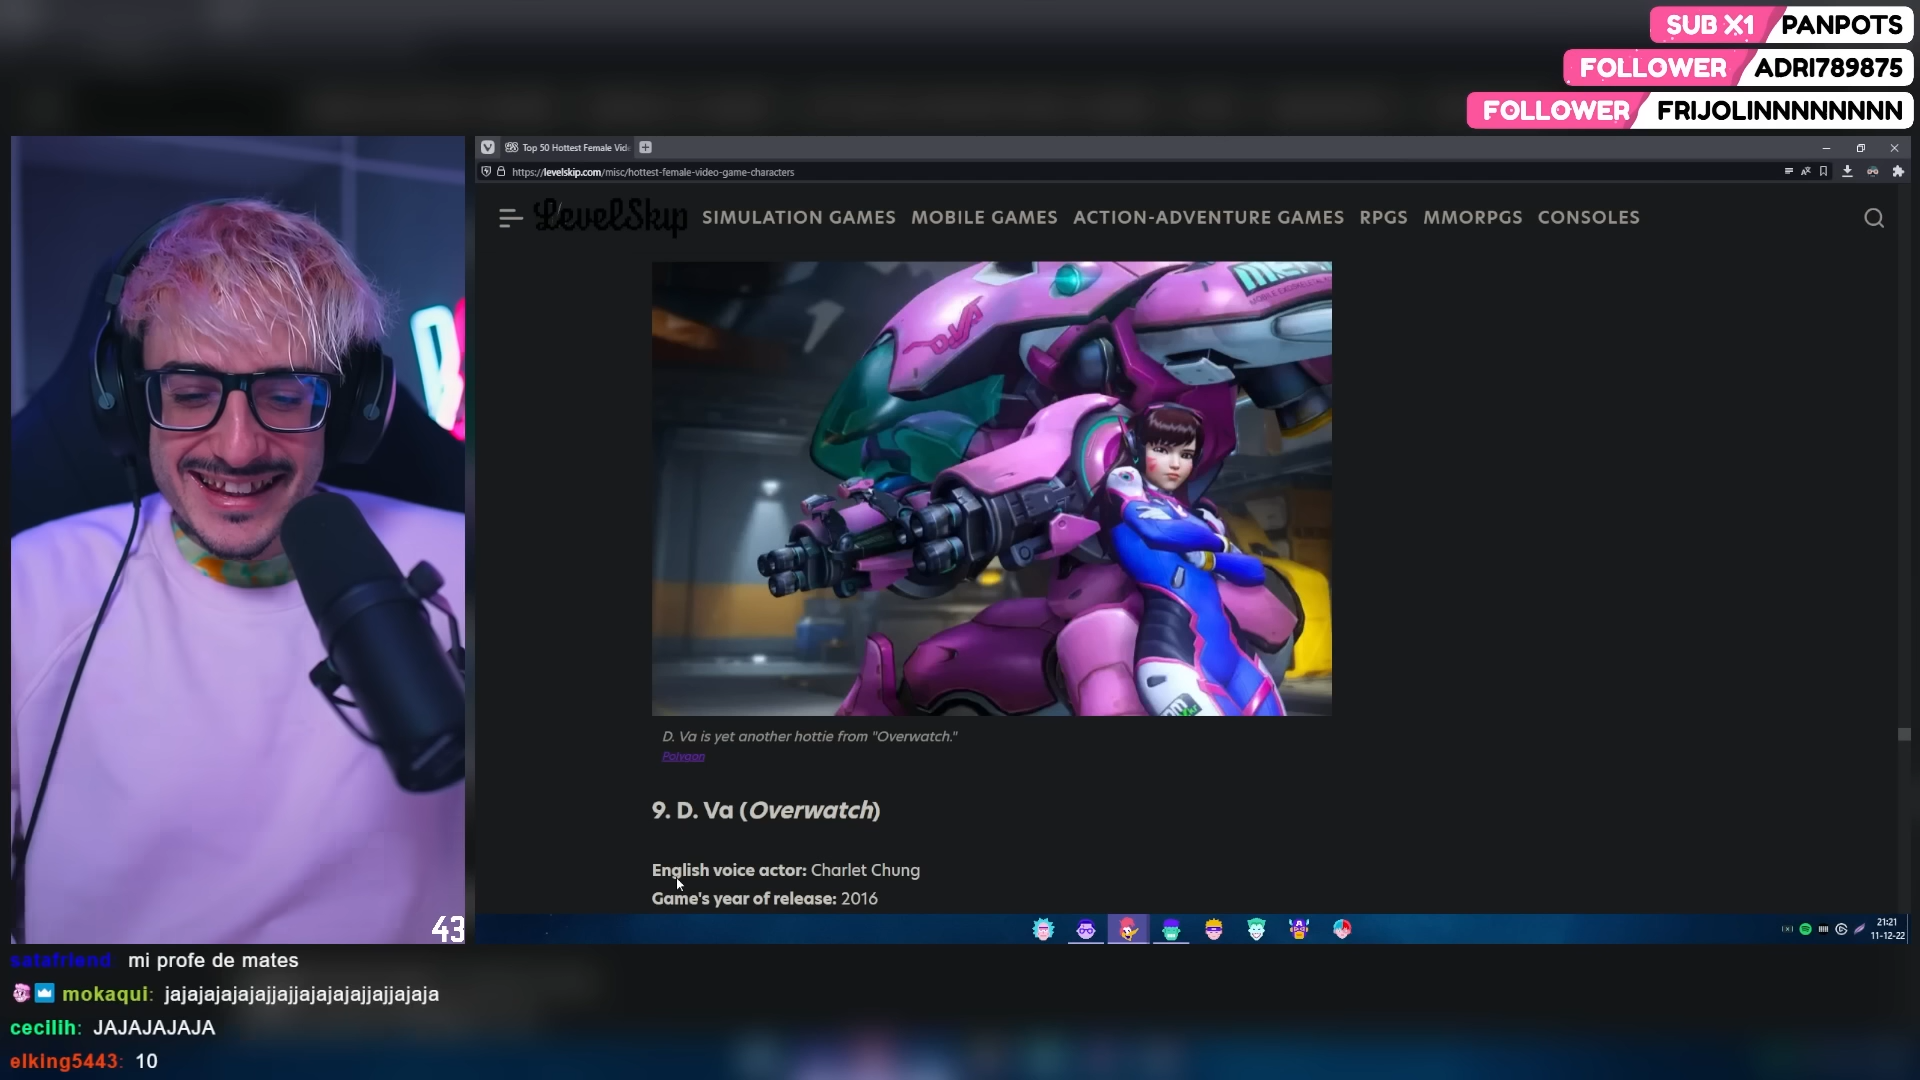 SUB X1 PANPOTS
FOLLOWER ADRI789875
FOLLOWER FRIJOLINNNNNNNN
Top 50 Hottest Female Vid
https://levelskip.com/misc/hottest-female-video-game-characters
LevelSkip SIMULATION GAMES MOBILE GAMES ACTION-ADVENTURE GAMES RPGS MMORPGS CONSOLES
D.VA
D. Va is yet another hottie from "Overwatch."
Polygon
9. D. Va (Overwatch)
English voice actor: Charlet Chung
Game's year of release: 2016
43
21:21
11-12-22
satafriend mi profe de mates
mokaqui: jajajajajajajjajjajajajajjajjajaja
cecilih: JAJAJAJAJA
elking5443: 10